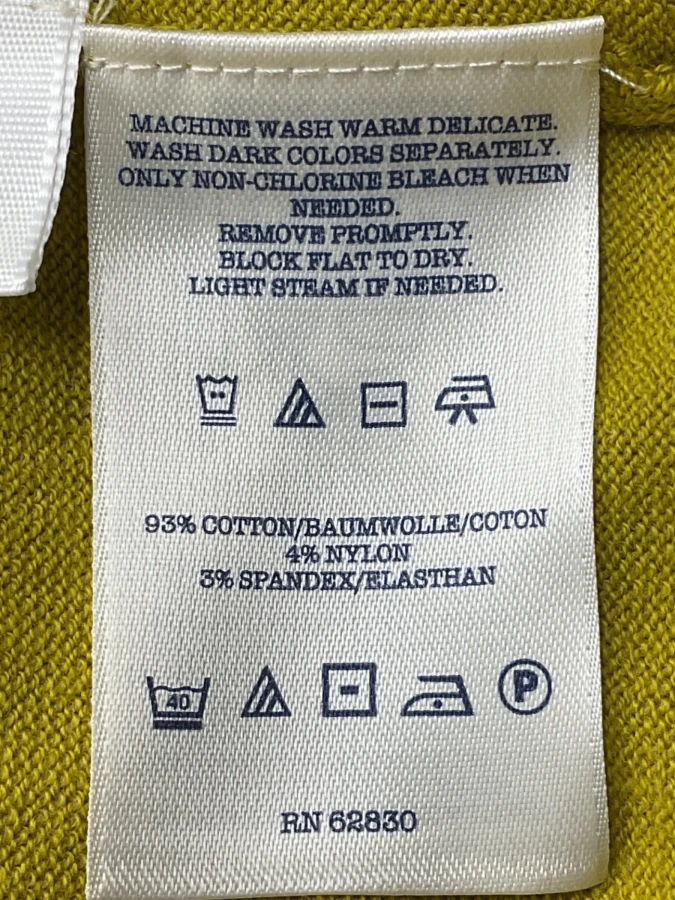 MACHINE WASH WARM DELICATE.
WASH DARK COLORS SEPARATELY.
ONLY NON-CHLORINE BLEACH WHEN
NEEDED.
REMOVE PROMPTLY.
BLOCK FLAT TO DRY.
LIGHT STEAM IF NEEDED.
93% COTTON/BAUMWOLLE/COTON
4% NYLON
3% SPANDEX/ELASTHAN
40 P
RN 62830